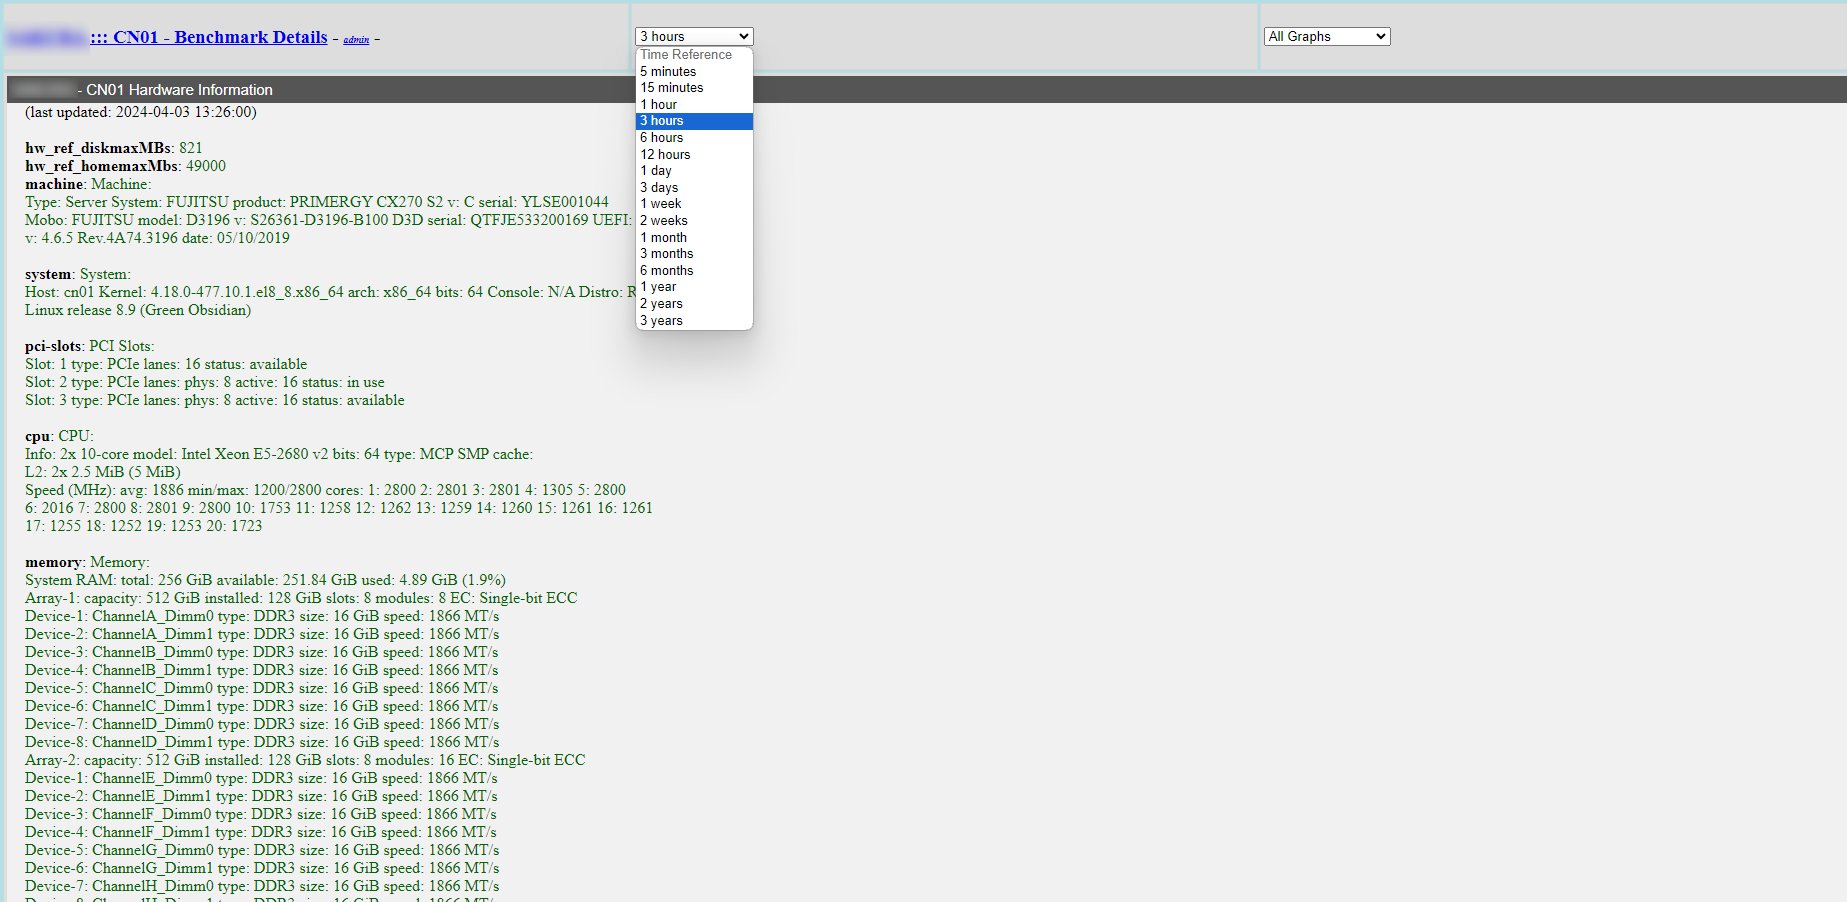 ::: CN01 - Benchmark Details - admin -
3 hours
All Graphs
Time Reference
5 minutes
15 minutes
1 hour
3 hours
6 hours
12 hours
1 day
3 days
1 week
2 weeks
1 month
3 months
6 months
1 year
2 years
3 years
- CN01 Hardware Information
(last updated: 2024-04-03 13:26:00)
hw_ref_diskmaxMBs: 821
hw_ref_homemaxMbs: 49000
machine: Machine:
Type: Server System: FUJITSU product: PRIMERGY CX270 S2 v: C serial: YLSE001044
Mobo: FUJITSU model: D3196 v: S26361-D3196-B100 D3D serial: QTFJE533200169 UEFI:
v: 4.6.5 Rev.4A74.3196 date: 05/10/2019
system: System:
Host: cn01 Kernel: 4.18.0-477.10.1.el8_8.x86_64 arch: x86_64 bits: 64 Console: N/A Distro: R
Linux release 8.9 (Green Obsidian)
pci-slots: PCI Slots:
Slot: 1 type: PCIe lanes: 16 status: available
Slot: 2 type: PCIe lanes: phys: 8 active: 16 status: in use
Slot: 3 type: PCIe lanes: phys: 8 active: 16 status: available
cpu: CPU:
Info: 2x 10-core model: Intel Xeon E5-2680 v2 bits: 64 type: MCP SMP cache:
L2: 2x 2.5 MiB (5 MiB)
Speed (MHz): avg: 1886 min/max: 1200/2800 cores: 1: 2800 2: 2801 3: 2801 4: 1305 5: 2800
6: 2016 7: 2800 8: 2801 9: 2800 10: 1753 11: 1258 12: 1262 13: 1259 14: 1260 15: 1261 16: 1261
17: 1255 18: 1252 19: 1253 20: 1723
memory: Memory:
System RAM: total: 256 GiB available: 251.84 GiB used: 4.89 GiB (1.9%)
Array-1: capacity: 512 GiB installed: 128 GiB slots: 8 modules: 8 EC: Single-bit ECC
Device-1: ChannelA_Dimm0 type: DDR3 size: 16 GiB speed: 1866 MT/s
Device-2: ChannelA_Dimm1 type: DDR3 size: 16 GiB speed: 1866 MT/s
Device-3: ChannelB_Dimm0 type: DDR3 size: 16 GiB speed: 1866 MT/s
Device-4: ChannelB_Dimm1 type: DDR3 size: 16 GiB speed: 1866 MT/s
Device-5: ChannelC_Dimm0 type: DDR3 size: 16 GiB speed: 1866 MT/s
Device-6: ChannelC_Dimm1 type: DDR3 size: 16 GiB speed: 1866 MT/s
Device-7: ChannelD_Dimm0 type: DDR3 size: 16 GiB speed: 1866 MT/s
Device-8: ChannelD_Dimm1 type: DDR3 size: 16 GiB speed: 1866 MT/s
Array-2: capacity: 512 GiB installed: 128 GiB slots: 8 modules: 16 EC: Single-bit ECC
Device-1: ChannelE_Dimm0 type: DDR3 size: 16 GiB speed: 1866 MT/s
Device-2: ChannelE_Dimm1 type: DDR3 size: 16 GiB speed: 1866 MT/s
Device-3: ChannelF_Dimm0 type: DDR3 size: 16 GiB speed: 1866 MT/s
Device-4: ChannelF_Dimm1 type: DDR3 size: 16 GiB speed: 1866 MT/s
Device-5: ChannelG_Dimm0 type: DDR3 size: 16 GiB speed: 1866 MT/s
Device-6: ChannelG_Dimm1 type: DDR3 size: 16 GiB speed: 1866 MT/s
Device-7: ChannelH_Dimm0 type: DDR3 size: 16 GiB speed: 1866 MT/s